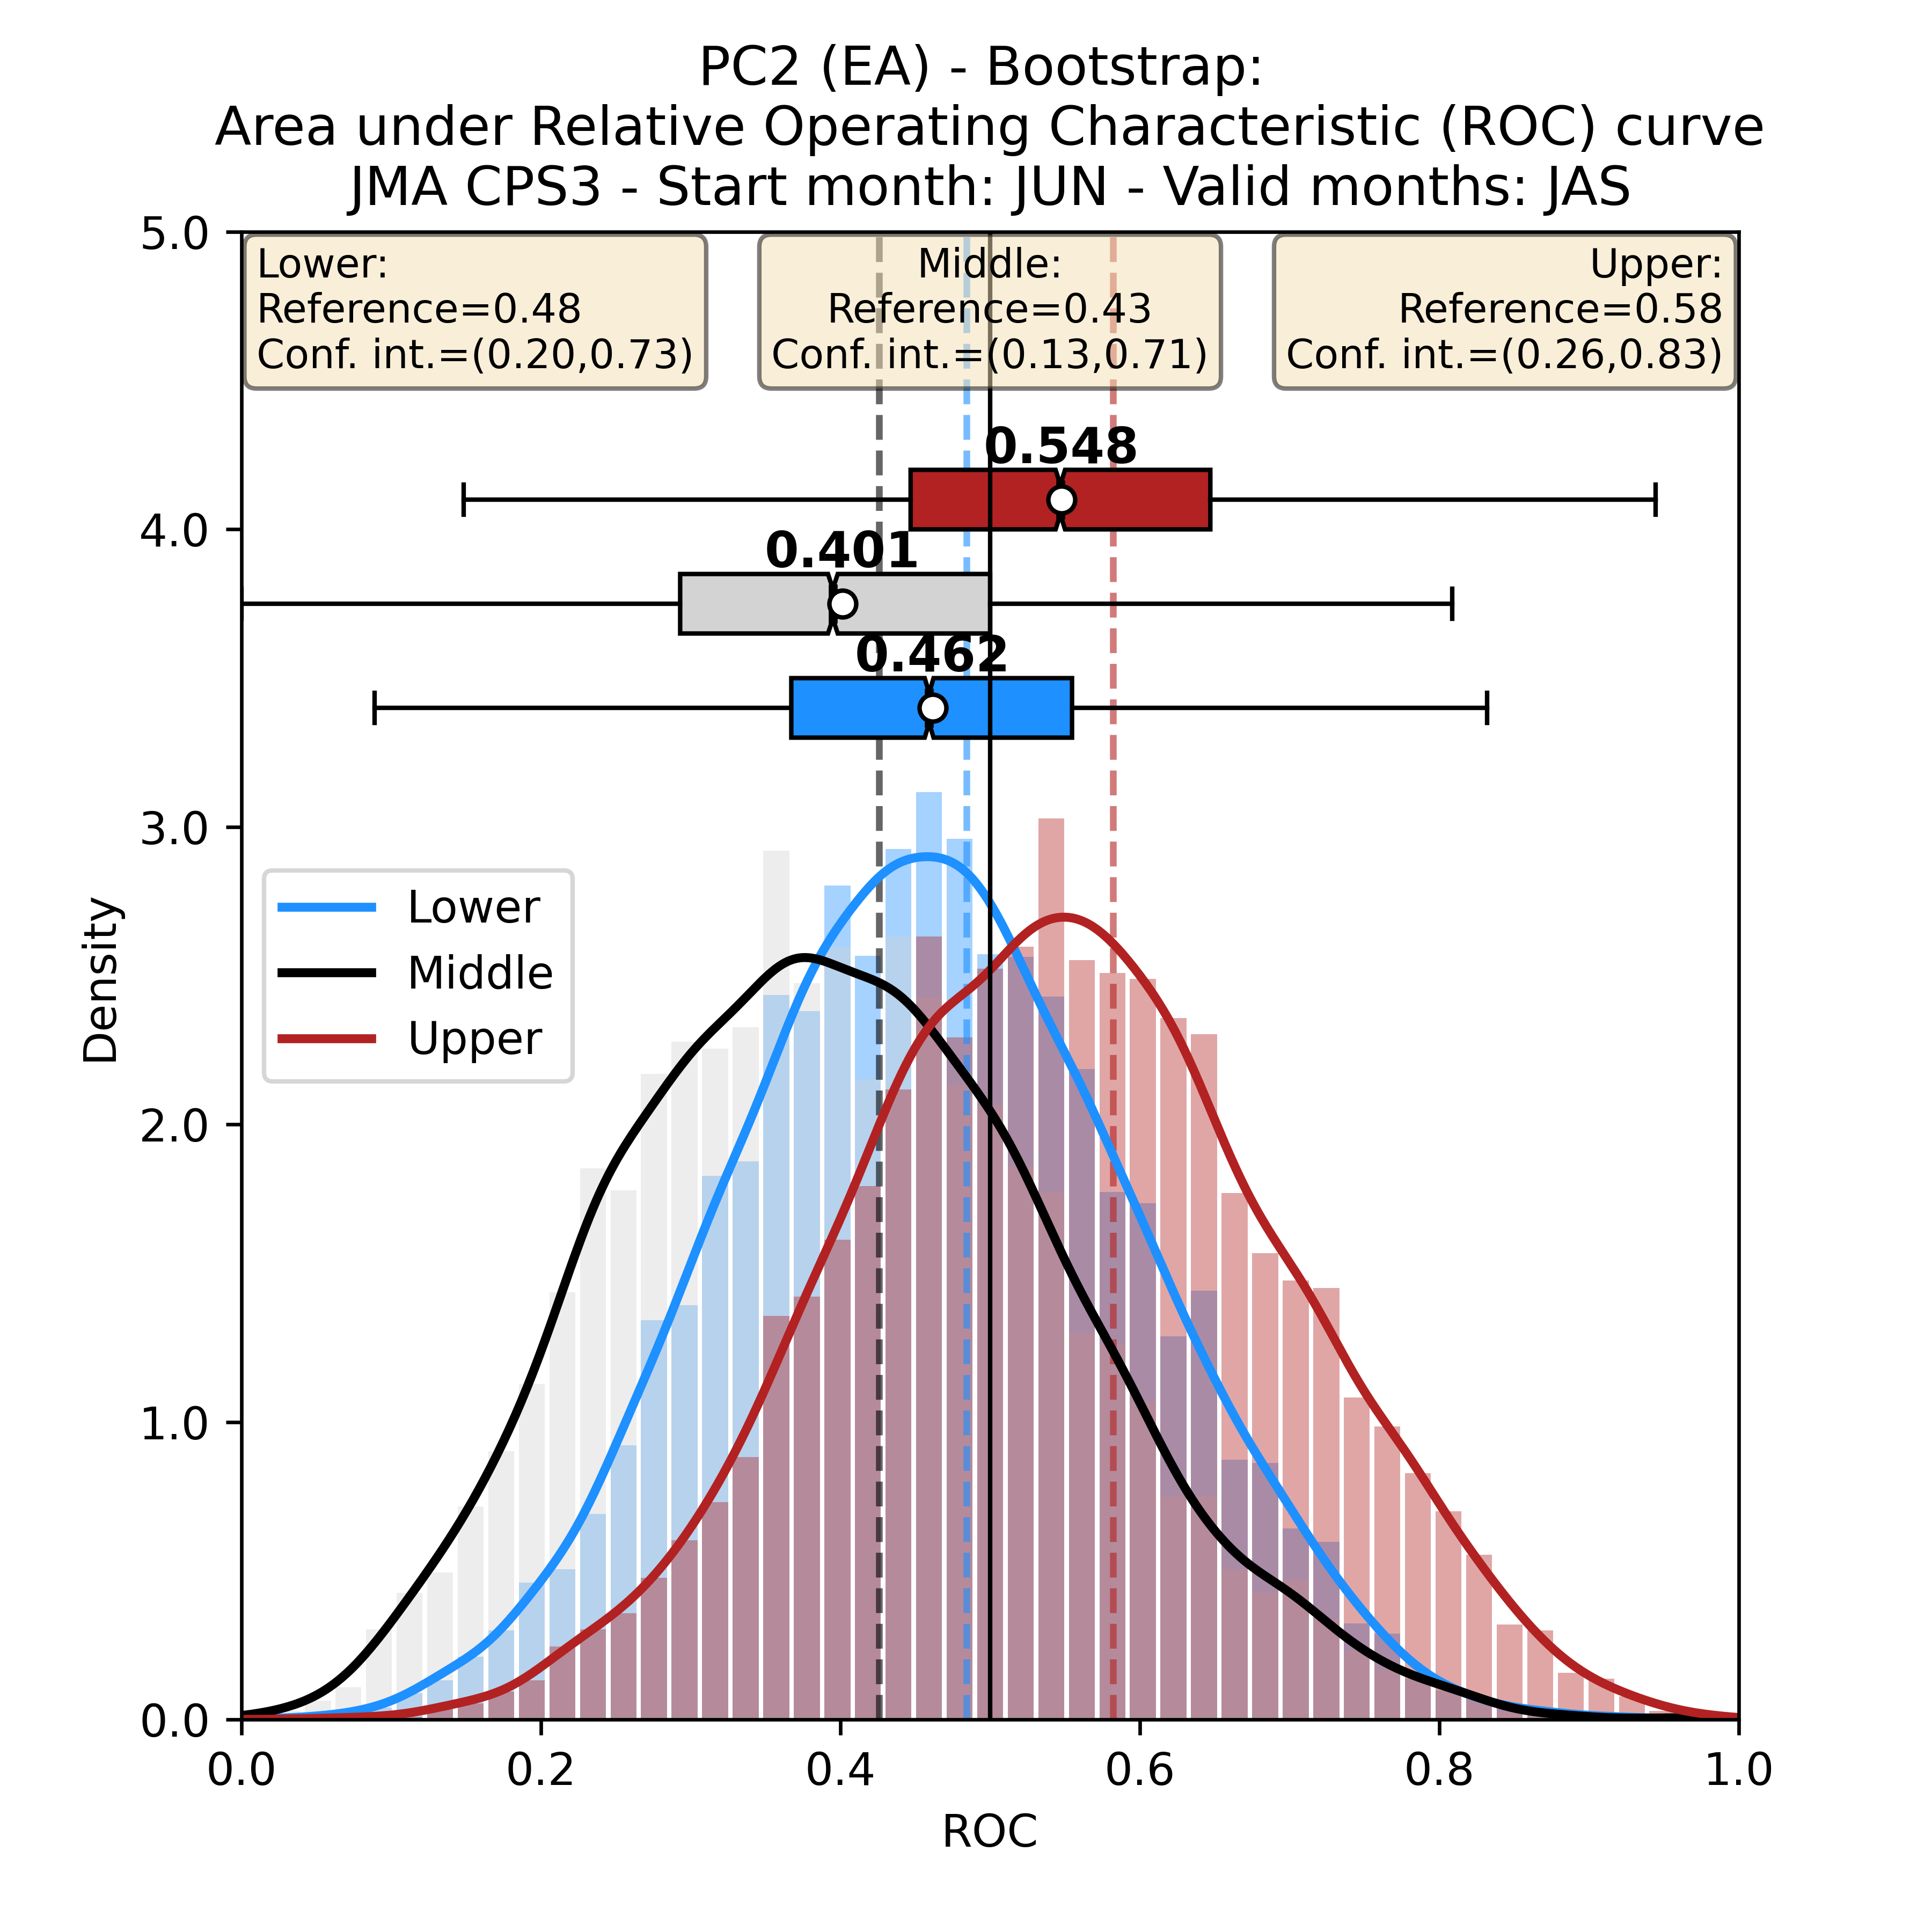 PC2 (EA) - Bootstrap:
Area under Relative Operating Characteristic (ROC) curve
JMA CPS3 - Start month: JUN - Valid months: JAS
Lower:
Reference=0.48
Conf. int.=(0.20,0.73)
Middle:
Reference=0.43
Conf. int.=(0.13,0.71)
Upper:
Reference=0.58
Conf. int.=(0.26,0.83)
0.548
0.401
0.462
Lower
Middle
Upper
5.0
4.0
3.0
2.0
1.0
0.0
Density
0.0 0.2 0.4 0.6 0.8 1.0
ROC